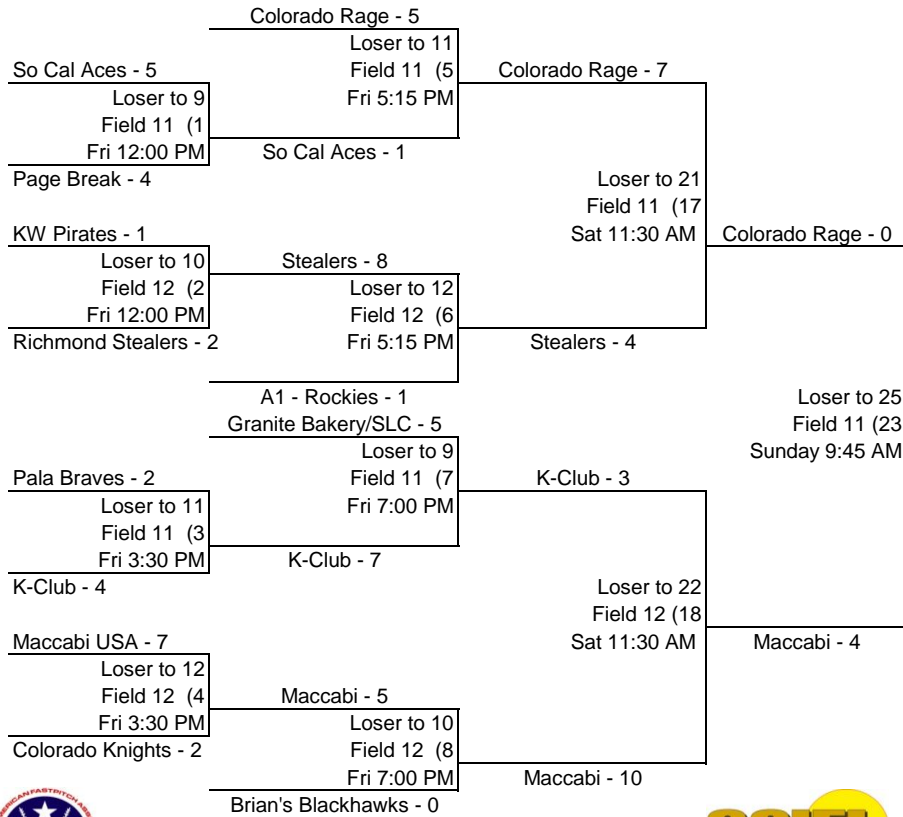 Colorado Rage - 5
Loser to 11
So Cal Aces - 5
Field 11 (5
Colorado Rage - 7
Loser to 9
Fri 5:15 PM
Field 11 (1
Fri 12:00 PM
So Cal Aces - 1
Page Break - 4
Loser to 21
Field 11 (17
KW Pirates - 1
Sat 11:30 AM
Colorado Rage - 0
Loser to 10
Stealers - 8
Field 12 (2
Loser to 12
Fri 12:00 PM
Field 12 (6
Richmond Stealers - 2
Fri 5:15 PM
Stealers - 4
A1 - Rockies - 1
Loser to 25
Granite Bakery/SLC - 5
Field 11 (23
Loser to 9
Sunday 9:45 AM
Pala Braves - 2
Field 11 (7
K-Club - 3
Loser to 11
Fri 7:00 PM
Field 11 (3
Fri 3:30 PM
K-Club - 7
K-Club - 4
Loser to 22
Field 12 (18
Maccabi USA - 7
Sat 11:30 AM
Maccabi - 4
Loser to 12
Field 12 (4
Maccabi - 5
Fri 3:30 PM
Loser to 10
Colorado Knights - 2
Field 12 (8
Fri 7:00 PM
Maccabi - 10
Brian's Blackhawks - 0